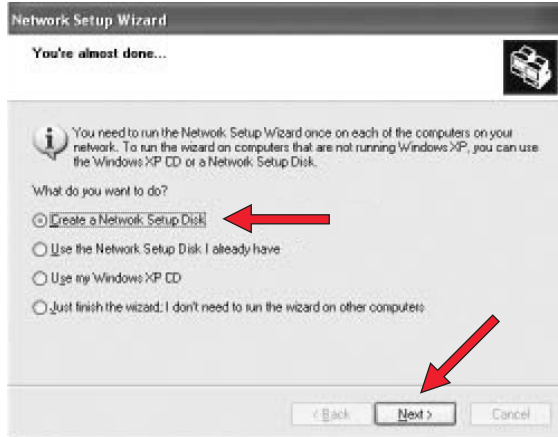 Network Setup Wizard
You're almost done...
You need to run the Network Setup Wizard once on each of the computers on your
network. To run the wizard on computers that are not running Windows XP, you can use
the Windows XP CD or a Network Setup Disk.
What do you want to do?
Create a Network Setup Disk
Use the Network Setup Disk I already have
Use my Windows XP CD
Just finish the wizard; I don't need to run the wizard on other computers
< Back Next > Cancel